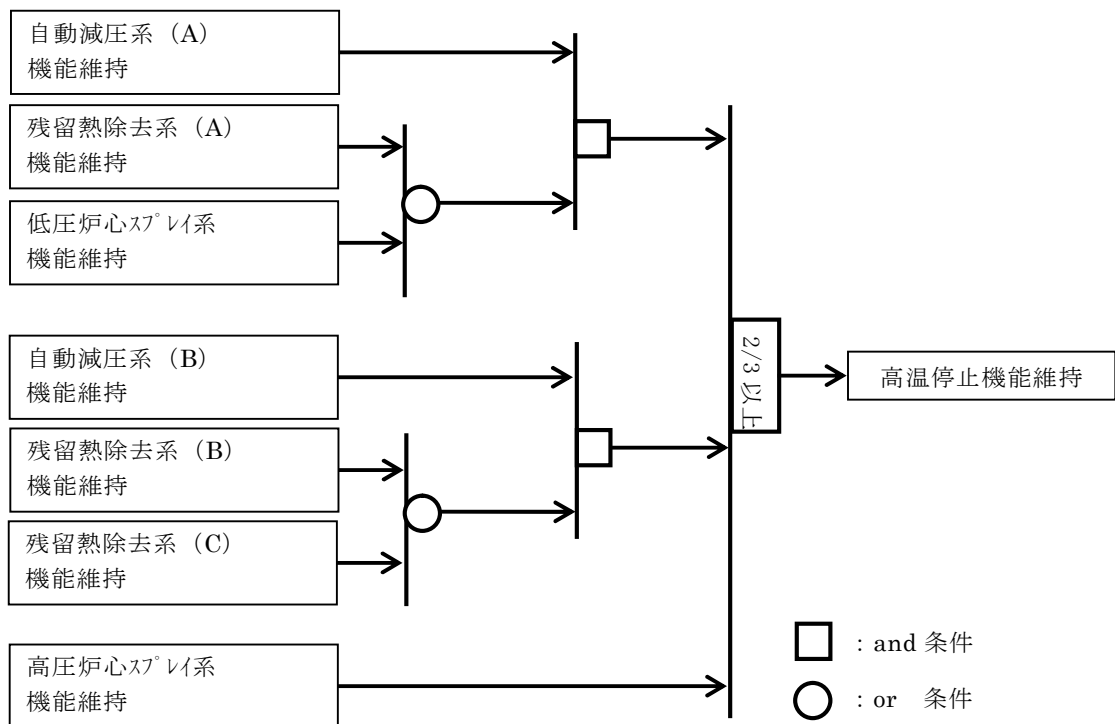 自動減圧系 (A)
機能維持
残留熱除去系 (A)
機能維持
低圧炉心ｽﾌﾟﾚｲ系
機能維持
自動減圧系 (B)
機能維持
残留熱除去系 (B)
機能維持
残留熱除去系 (C)
機能維持
高圧炉心ｽﾌﾟﾚｲ系
機能維持
2/3 以上
高温停止機能維持
: and 条件
: or 条件